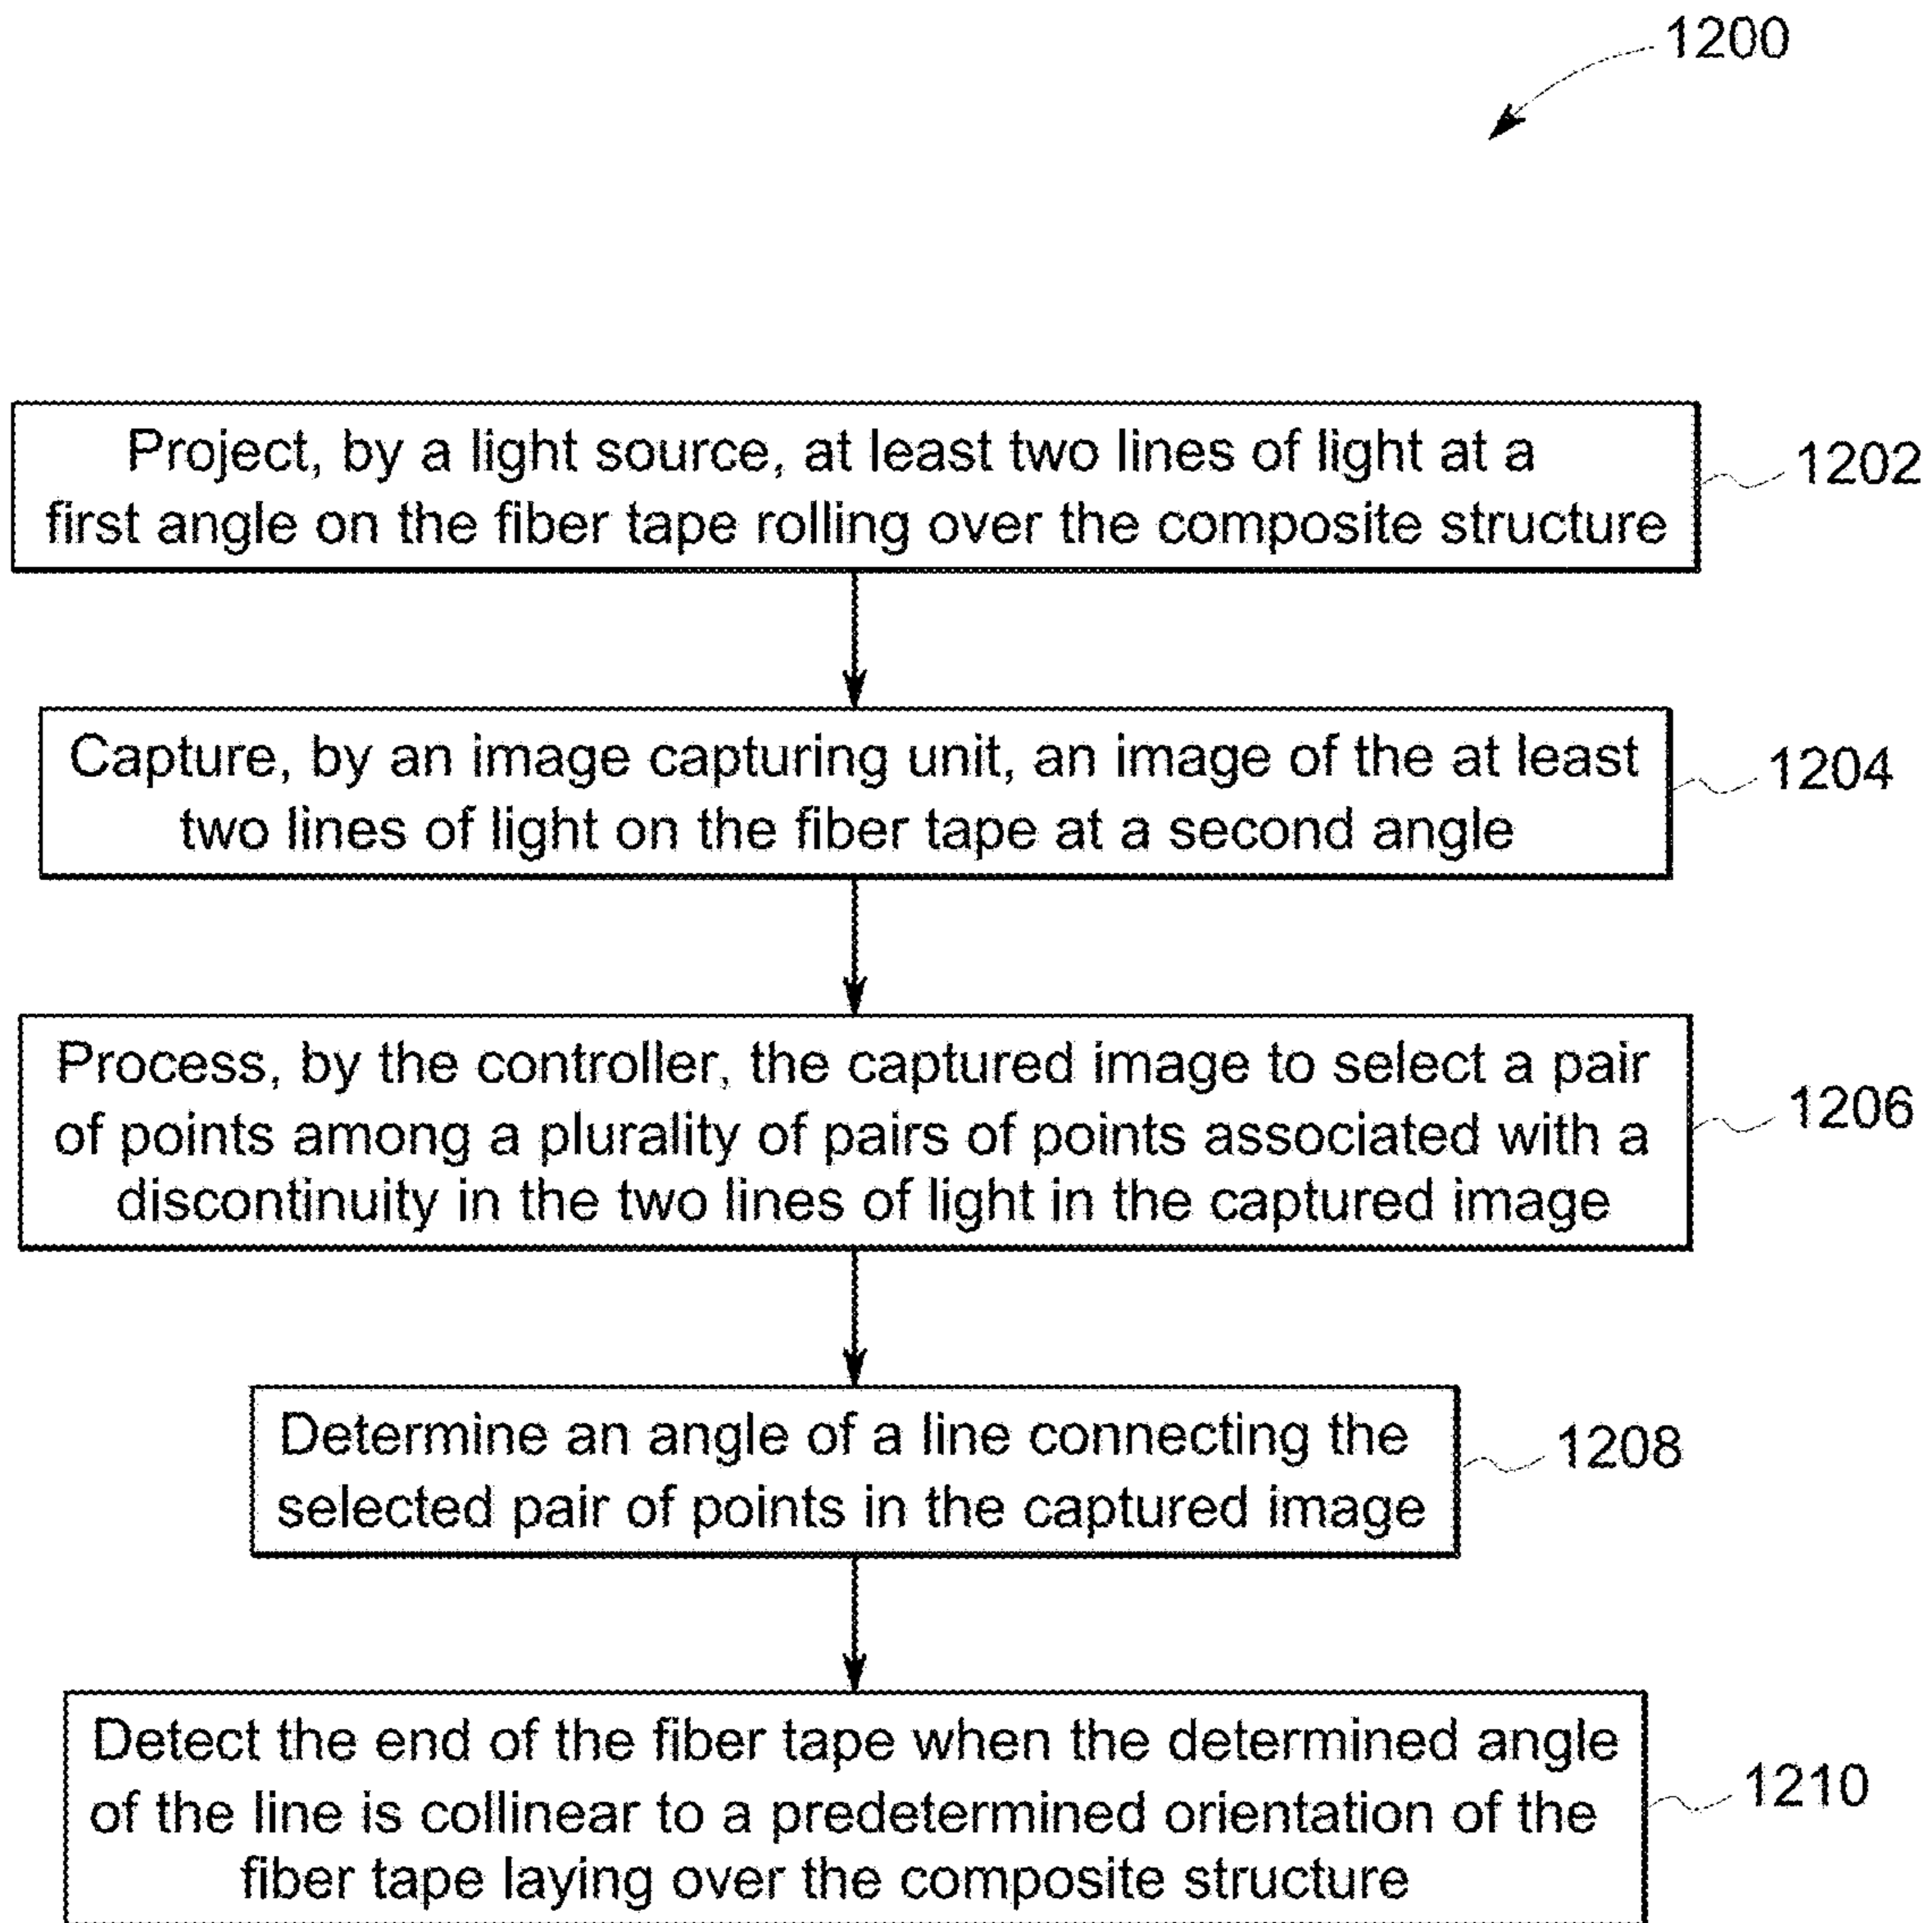 1200
Project, by a light source, at least two lines of light at a
first angle on the fiber tape rolling over the composite structure
1202
Capture, by an image capturing unit, an image of the at least
two lines of light on the fiber tape at a second angle
1204
Process, by the controller, the captured image to select a pair
of points among a plurality of pairs of points associated with a
discontinuity in the two lines of light in the captured image
1206
Determine an angle of a line connecting the
selected pair of points in the captured image
1208
Detect the end of the fiber tape when the determined angle
of the line is collinear to a predetermined orientation of the
fiber tape laying over the composite structure
1210